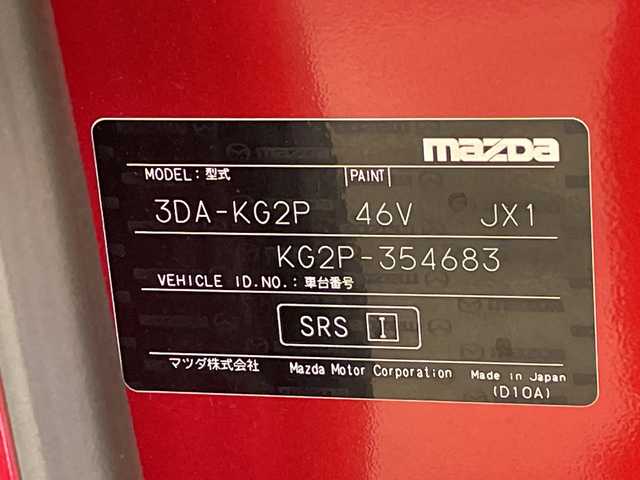 mazda
MODEL:型式 PAINT
3DA-KG2P 46V JX1
KG2P-354683
VEHICLE ID.NO.:車台番号
SRS I
マツダ株式会社 Mazda Motor Corporation Made in Japan
(D10A)